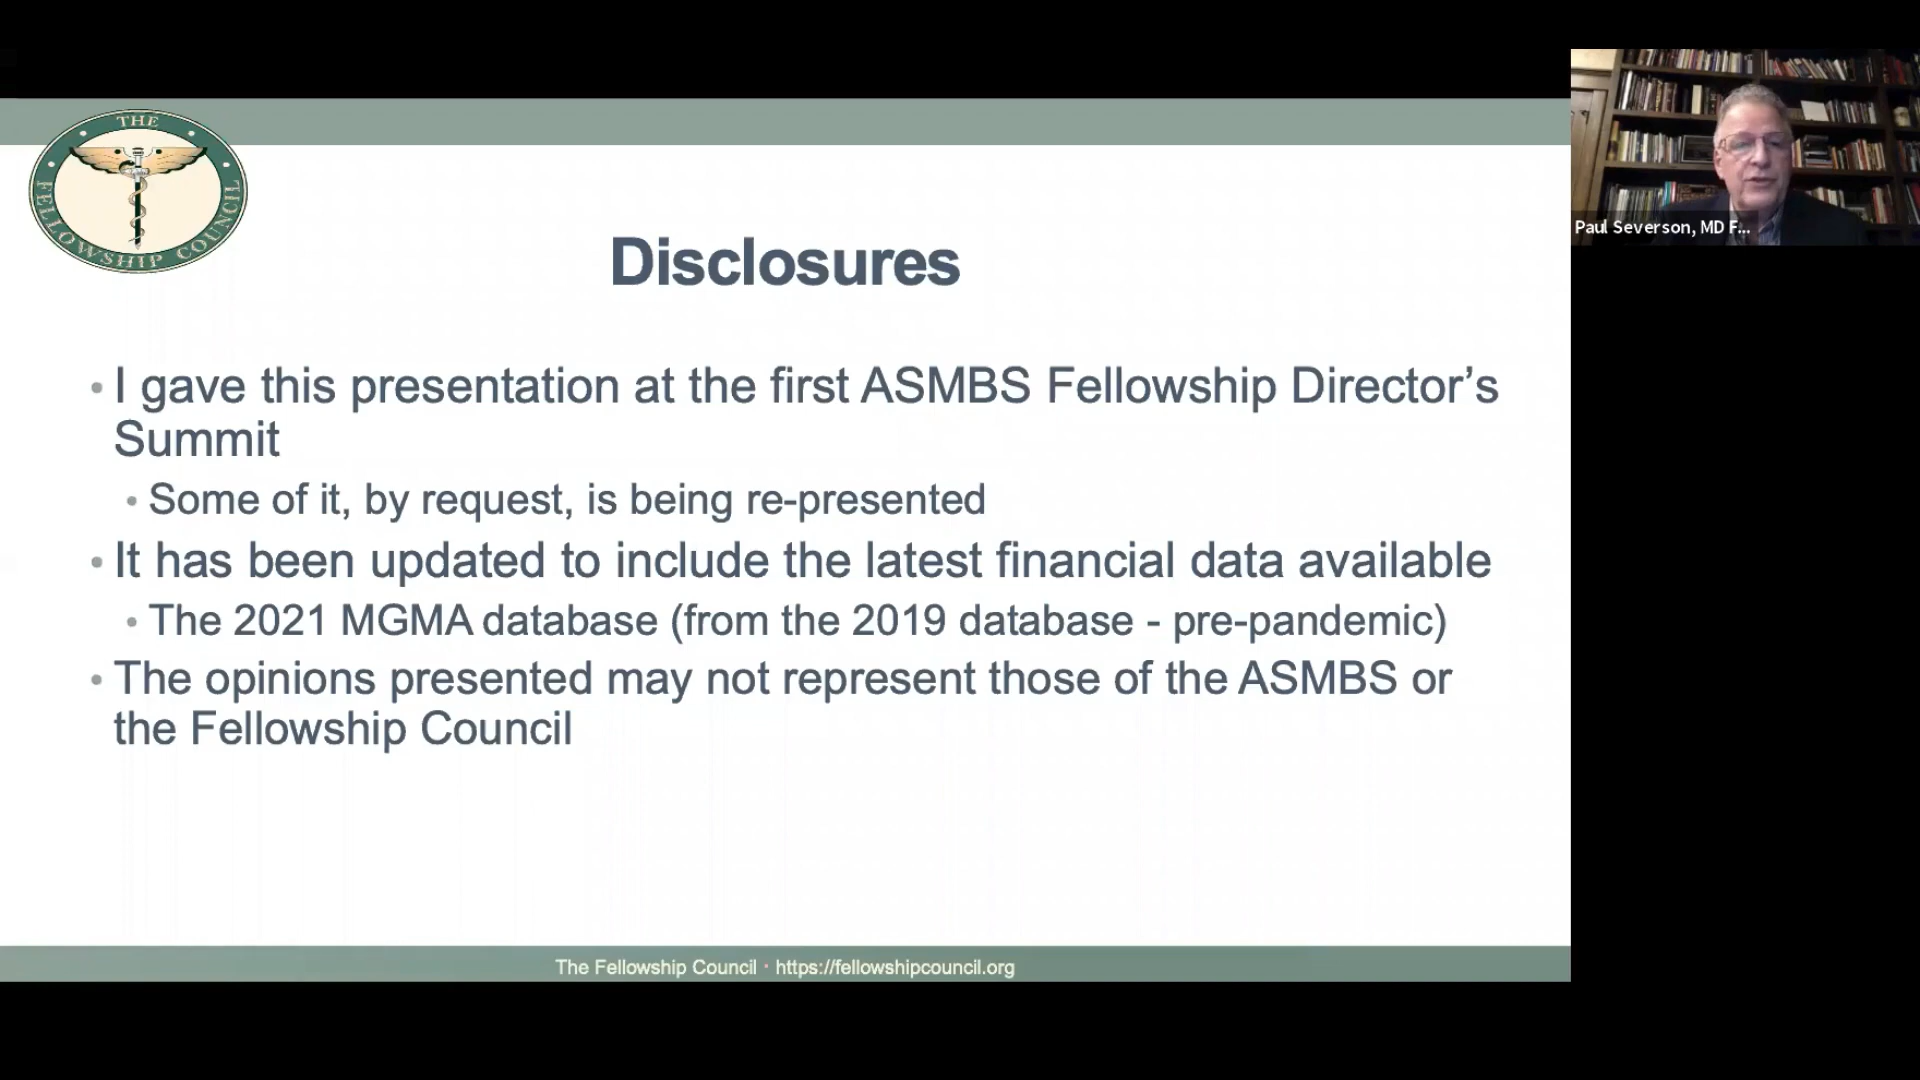 THE
FELLOWSHIP COUNCIL
Disclosures
• I gave this presentation at the first ASMBS Fellowship Director’s
Summit
• Some of it, by request, is being re-presented
• It has been updated to include the latest financial data available
• The 2021 MGMA database (from the 2019 database - pre-pandemic)
• The opinions presented may not represent those of the ASMBS or
the Fellowship Council
The Fellowship Council · https://fellowshipcouncil.org
Paul Severson, MD F...